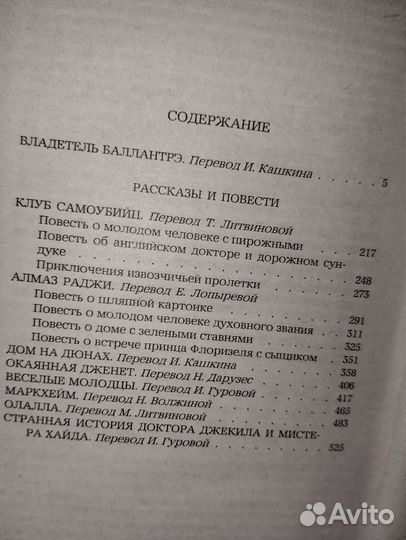 СОДЕРЖАНИЕ
ВЛАДЕТЕЛЬ БАЛЛАНТРЭ. Перевод И. Кашкина . . . . . . 5
РАССКАЗЫ И ПОВЕСТИ
КЛУБ САМОУБИЙЦ. Перевод Т. Литвиновой
Повесть о молодом человеке с пирожными . . . . . 217
Повесть об английском докторе и дорожном сун-
дуке . . . . . . . . . . . . . 248
Приключения извозчичьей пролетки . . . . . . 273
АЛМАЗ РАДЖИ. Перевод Е. Лопыревой
Повесть о шляпной картонке . . . . . . . 291
Повесть о молодом человеке духовного звания . . 311
Повесть о доме с зелеными ставнями . . . . 325
Повесть о встрече принца Флоризеля с сыщиком . 351
ДОМ НА ДЮНАХ. Перевод И. Кашкина . . . . . 358
ОКАЯННАЯ ДЖЕНЕТ. Перевод Н. Дарузес . . . . 406
ВЕСЕЛЫЕ МОЛОДЦЫ. Перевод И. Гуровой . . . . 417
МАРКХЕЙМ. Перевод Н. Волжиной . . . . . . 465
ОЛАЛЛА. Перевод М. Литвиновой . . . . . . 483
СТРАННАЯ ИСТОРИЯ ДОКТОРА ДЖЕКИЛА И МИСТЕ-
РА ХАЙДА. Перевод И. Гуровой . . . . . . 525
Avito